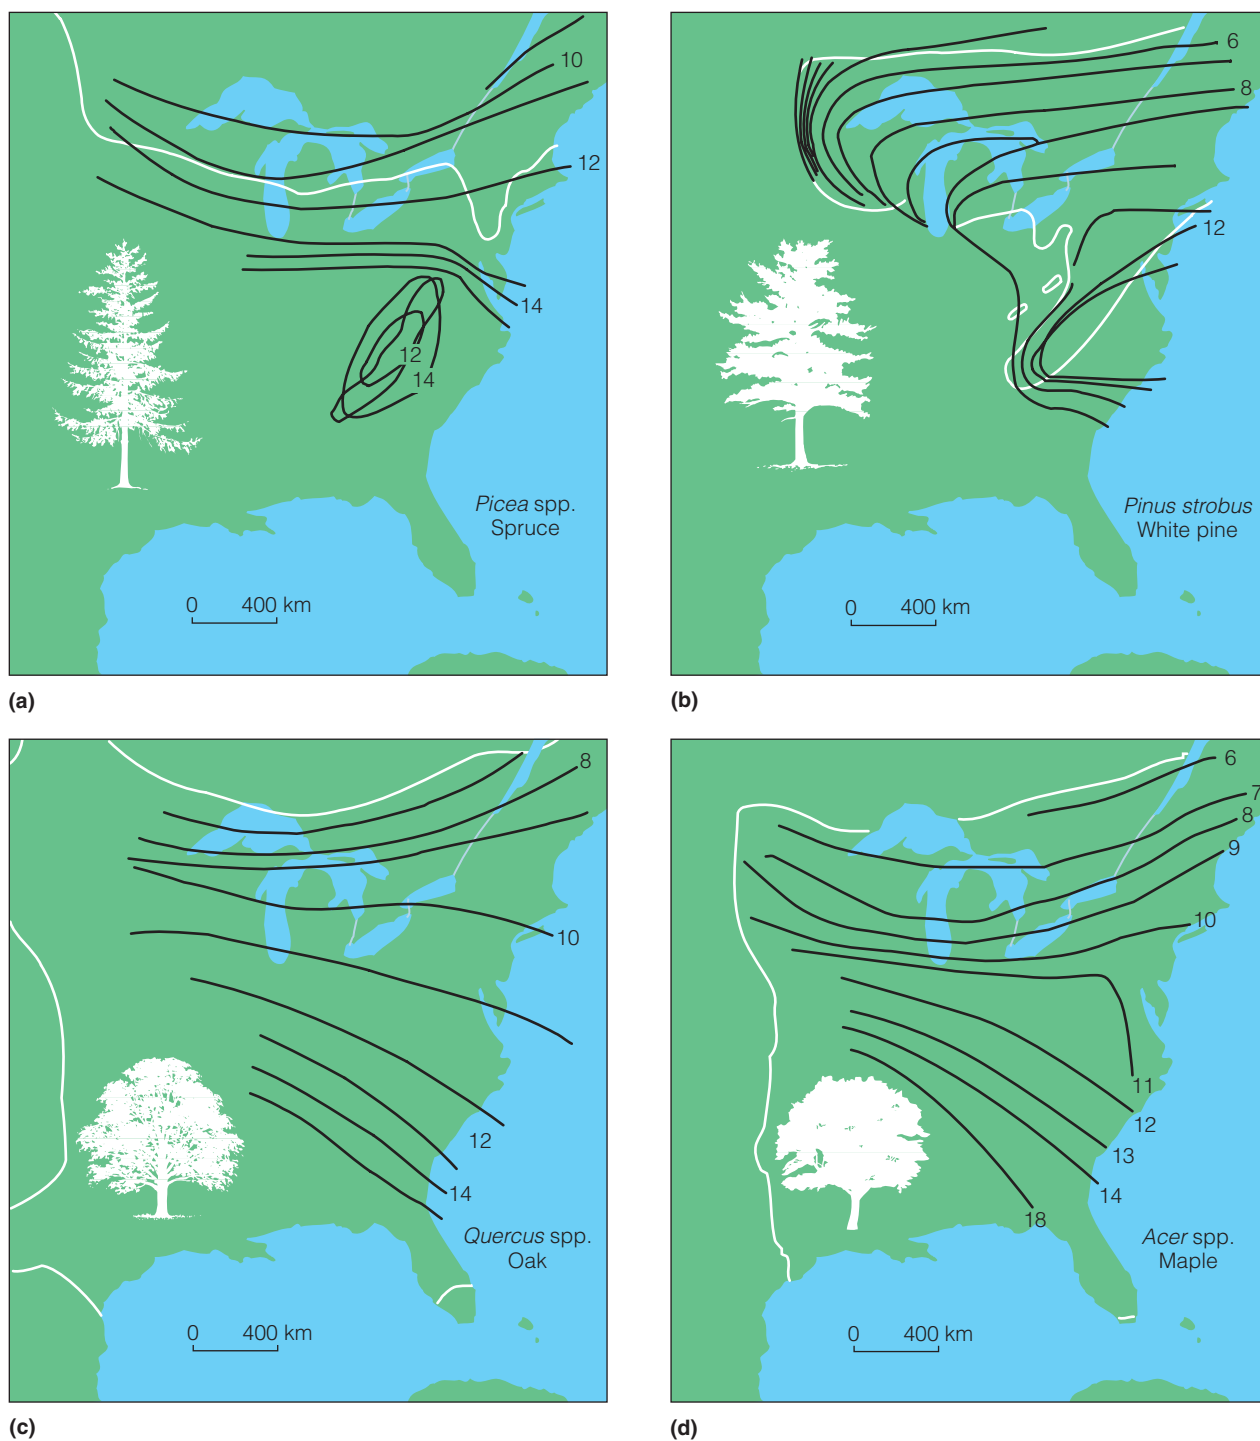 10
12
14
12
14
Picea spp.
Spruce
0 400 km
(a)
6
8
12
Pinus strobus
White pine
0 400 km
(b)
8
10
12
14
Quercus spp.
Oak
0 400 km
(c)
6
7
8
9
10
11
12
13
14
18
Acer spp.
Maple
0 400 km
(d)